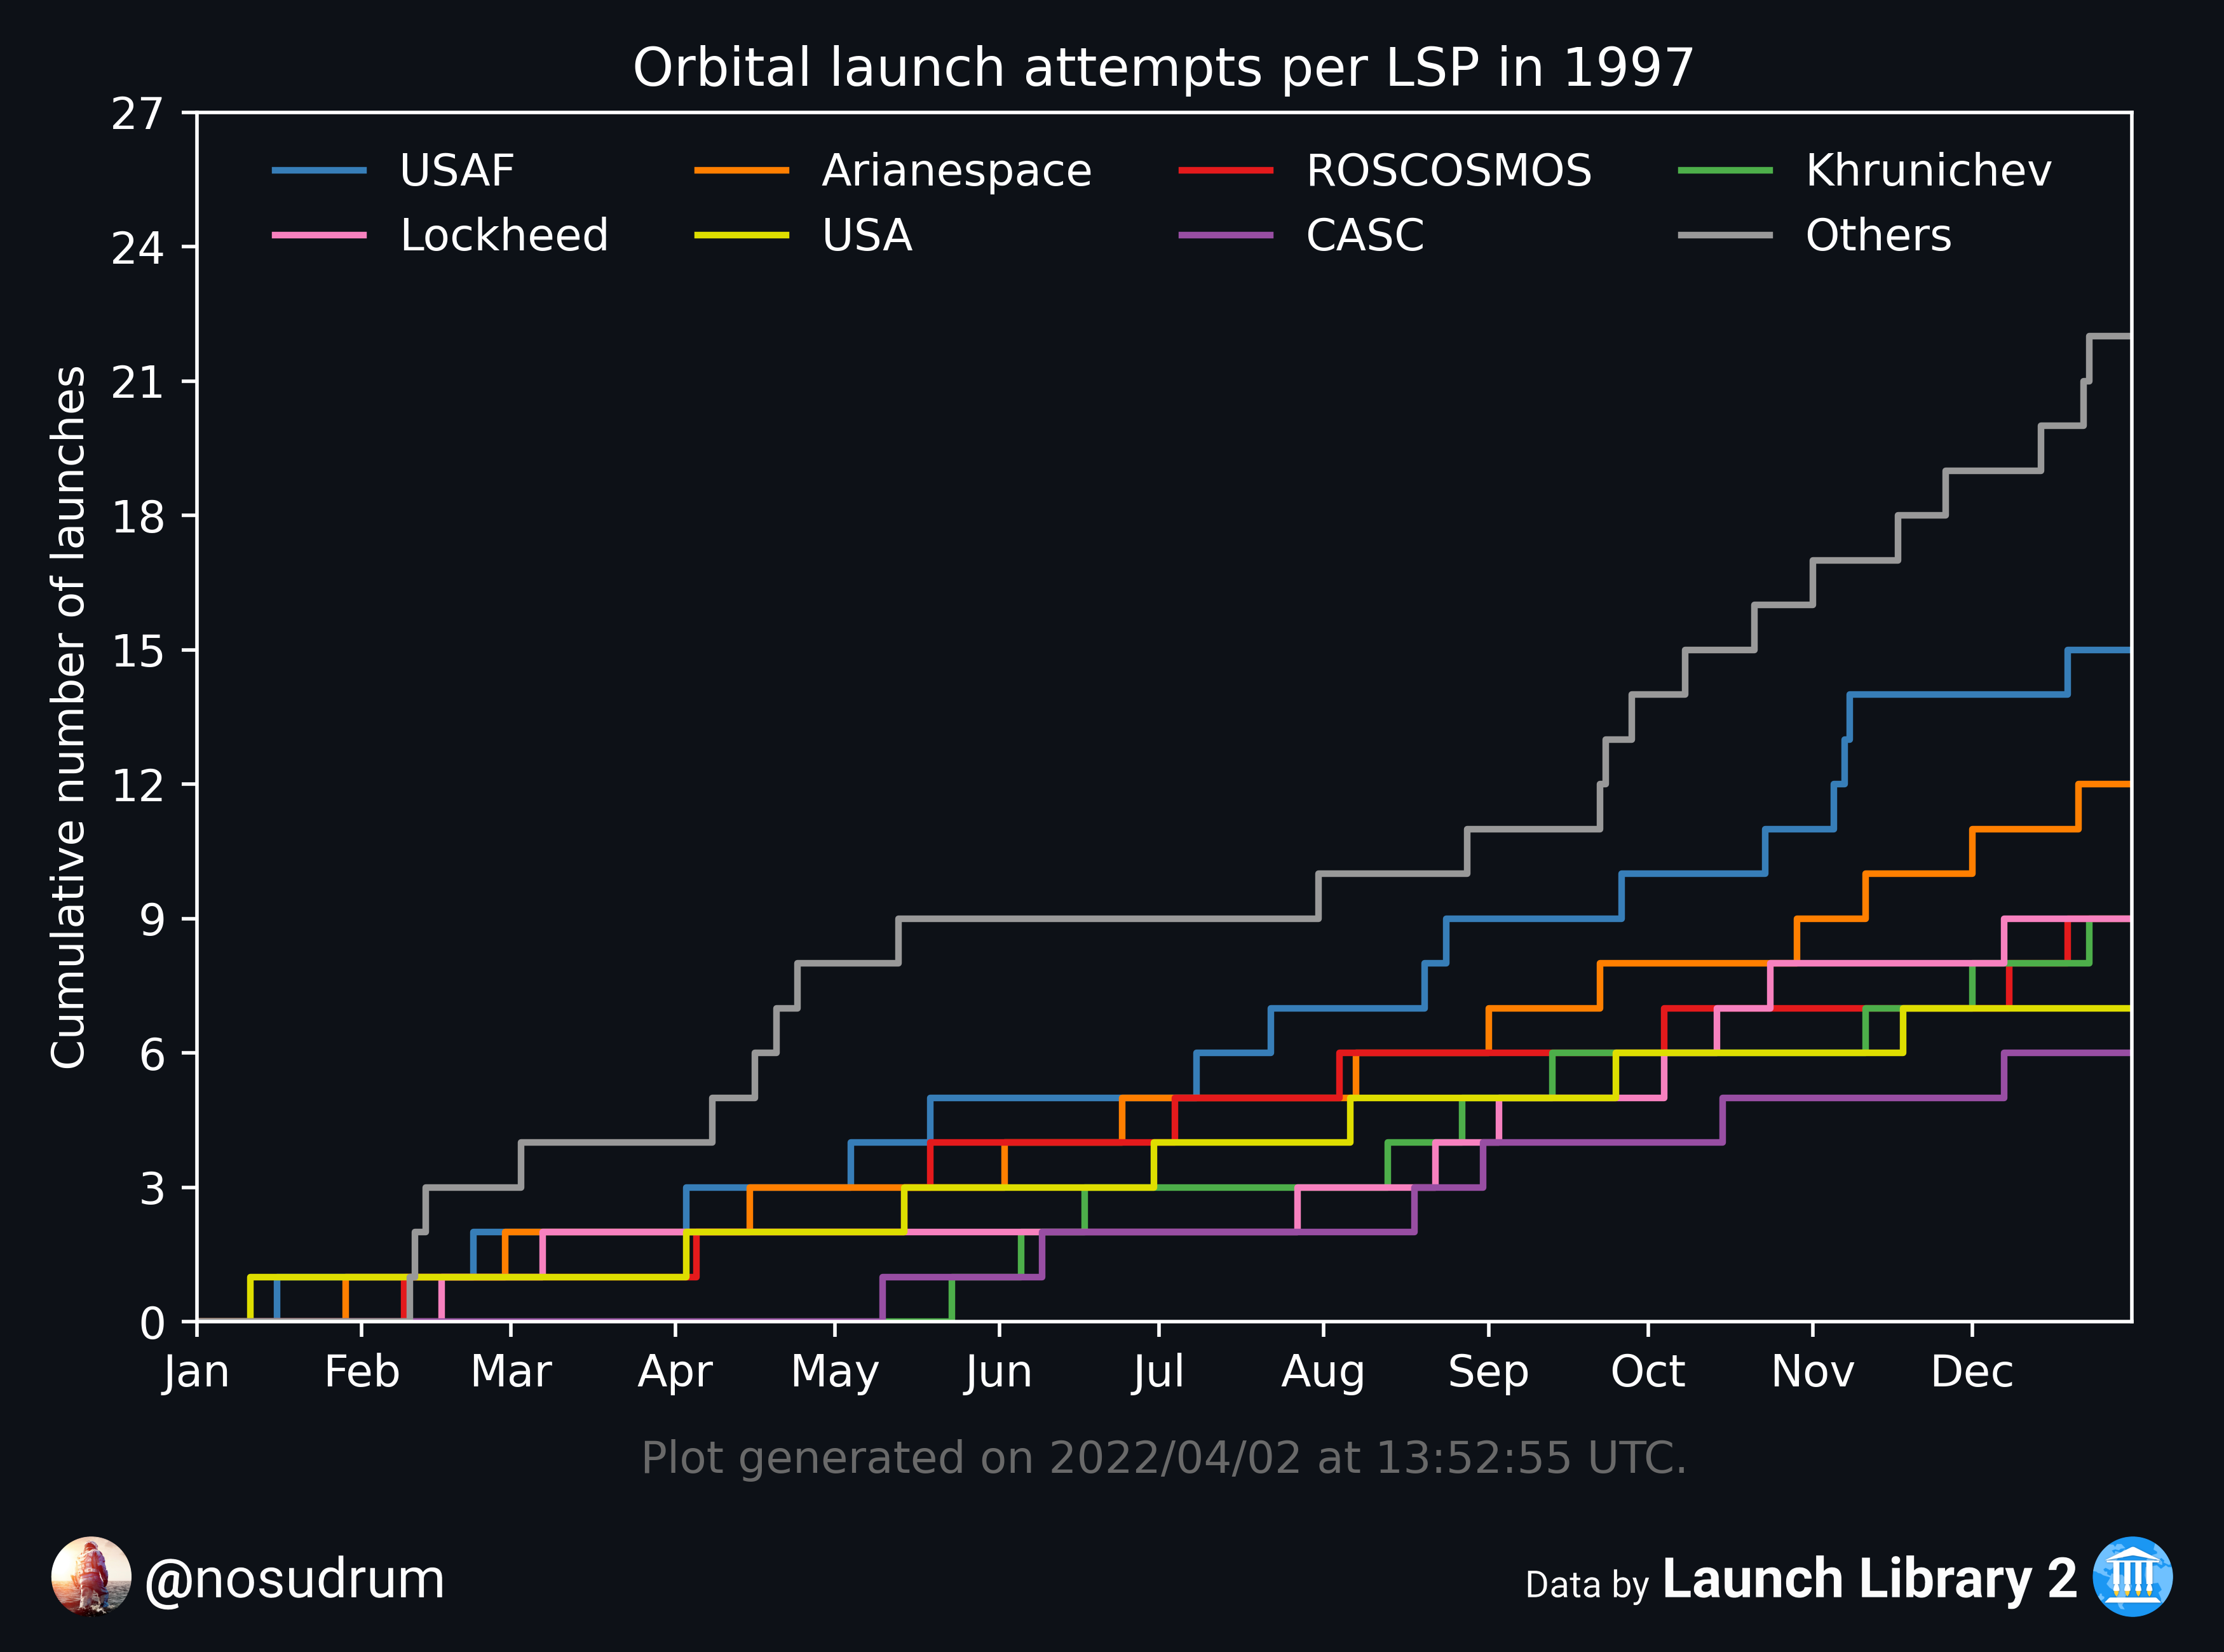 Orbital launch attempts per LSP in 1997
27
USAF Arianespace ROSCOSMOS Khrunichev
Lockheed USA CASC Others
24
21
18
15
12
9
6
3
0
Cumulative number of launches
Jan Feb Mar Apr May Jun Jul Aug Sep Oct Nov Dec
Plot generated on 2022/04/02 at 13:52:55 UTC.
@nosudrum
Data by Launch Library 2